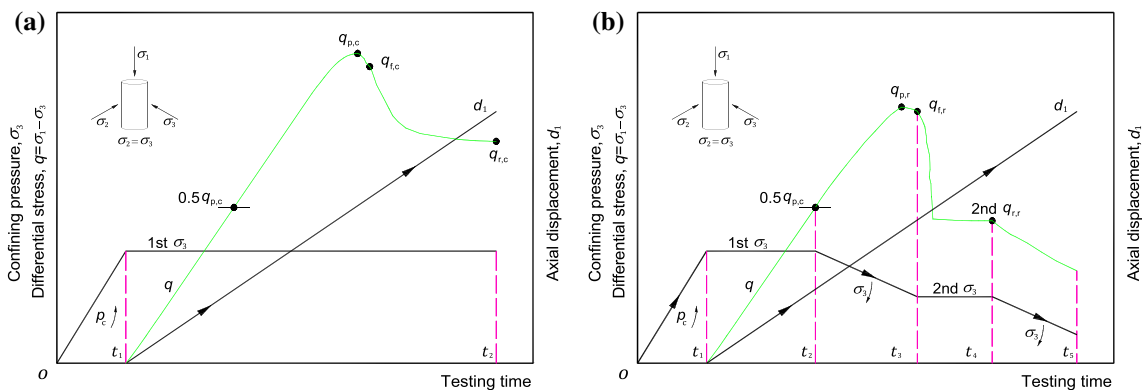 (a)
Confining pressure, σ3
Differential stress, q=σ1−σ3
σ1
σ2
σ3
σ2=σ3
qp,c
qf,c
d1
qr,c
0.5qp,c
1st σ3
q
pc
t1
t2
o
Testing time
Axial displacement, d1
(b)
Confining pressure, σ3
Differential stress, q=σ1−σ3
σ1
σ2
σ3
σ2=σ3
qp,r
qf,r
d1
0.5qp,c
2nd qr,r
1st σ3
σ3
2nd σ3
σ3
q
pc
t1
t2
t3
t4
t5
o
Testing time
Axial displacement, d1